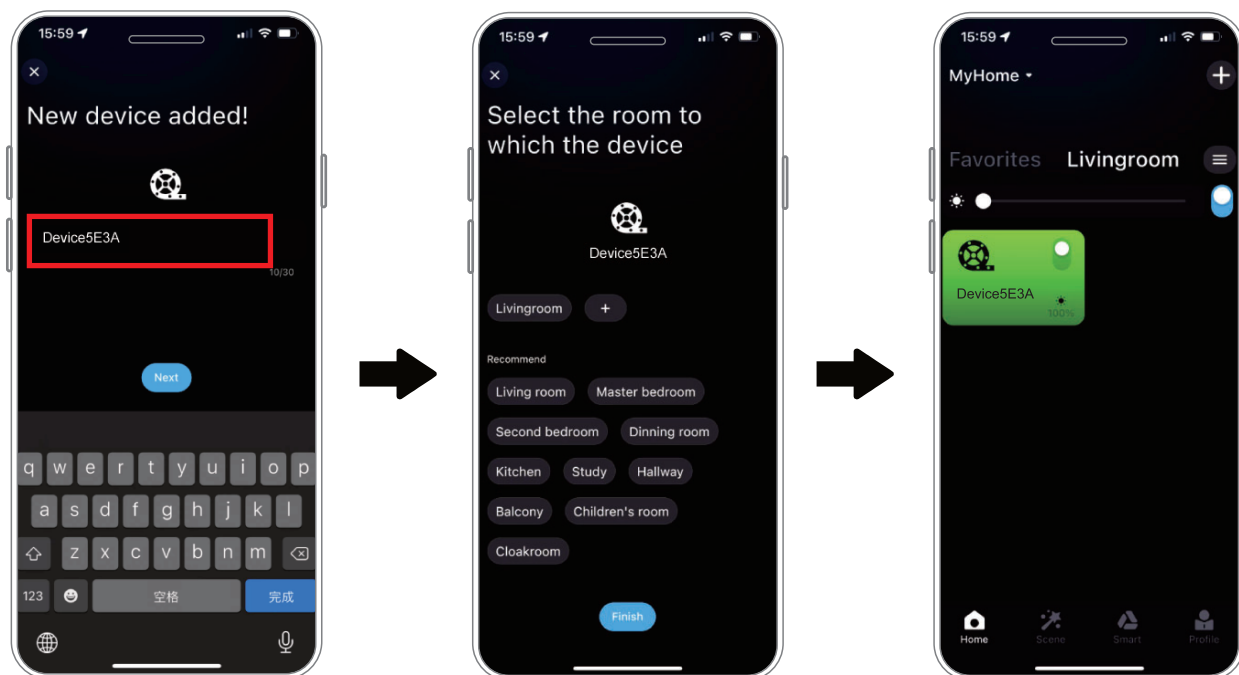 15:59
New device added!
Device5E3A
10/30
Next
q w e r t y u i o p
a s d f g h j k l
z x c v b n m
123 空格 完成
15:59
Select the room to
which the device
Device5E3A
Livingroom +
Recommend
Living room Master bedroom
Second bedroom Dinning room
Kitchen Study Hallway
Balcony Children's room
Cloakroom
Finish
15:59
MyHome
Favorites Livingroom
Device5E3A
100%
Home Scene Smart Profile